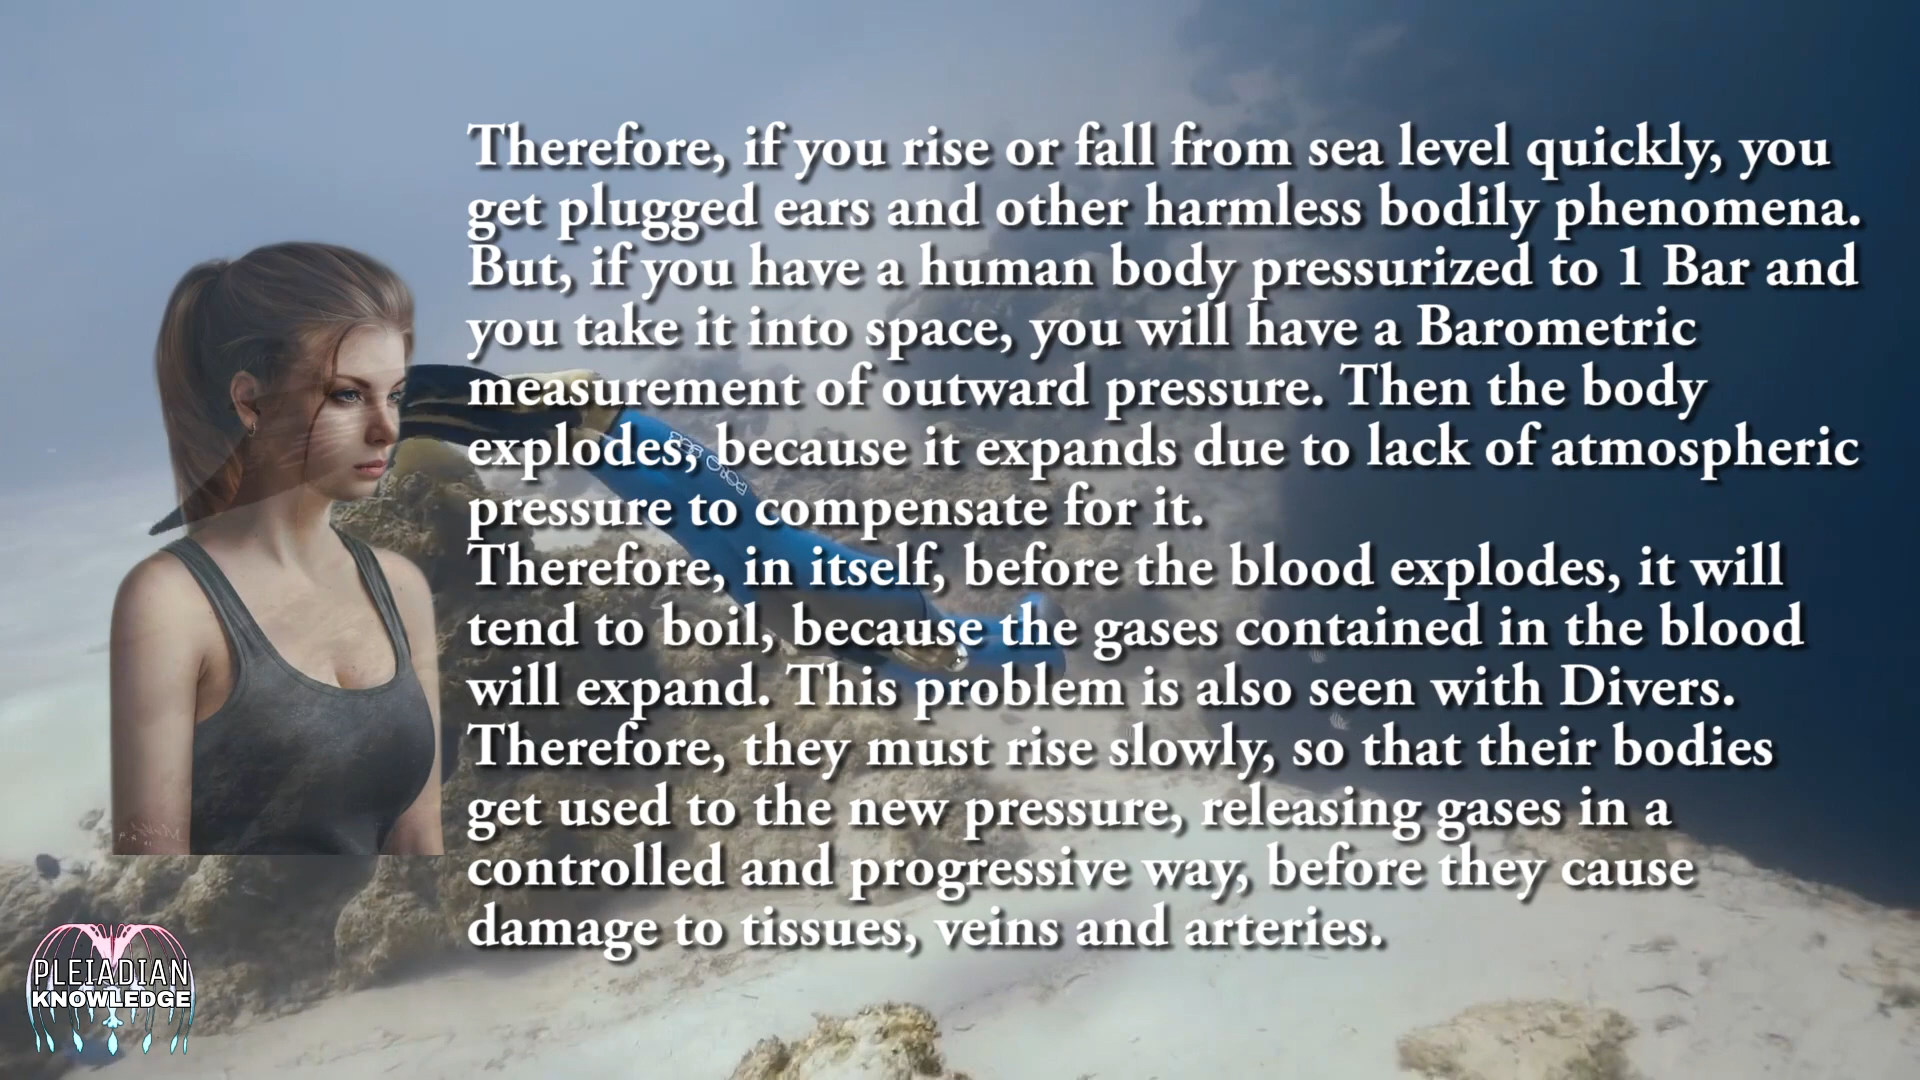 Therefore, if you rise or fall from sea level quickly, you
get plugged ears and other harmless bodily phenomena.
But, if you have a human body pressurized to 1 Bar and
you take it into space, you will have a Barometric
measurement of outward pressure. Then the body
explodes, because it expands due to lack of atmospheric
pressure to compensate for it.
Therefore, in itself, before the blood explodes, it will
tend to boil, because the gases contained in the blood
will expand. This problem is also seen with Divers.
Therefore, they must rise slowly, so that their bodies
get used to the new pressure, releasing gases in a
controlled and progressive way, before they cause
damage to tissues, veins and arteries.
PLEIADIAN
KNOWLEDGE